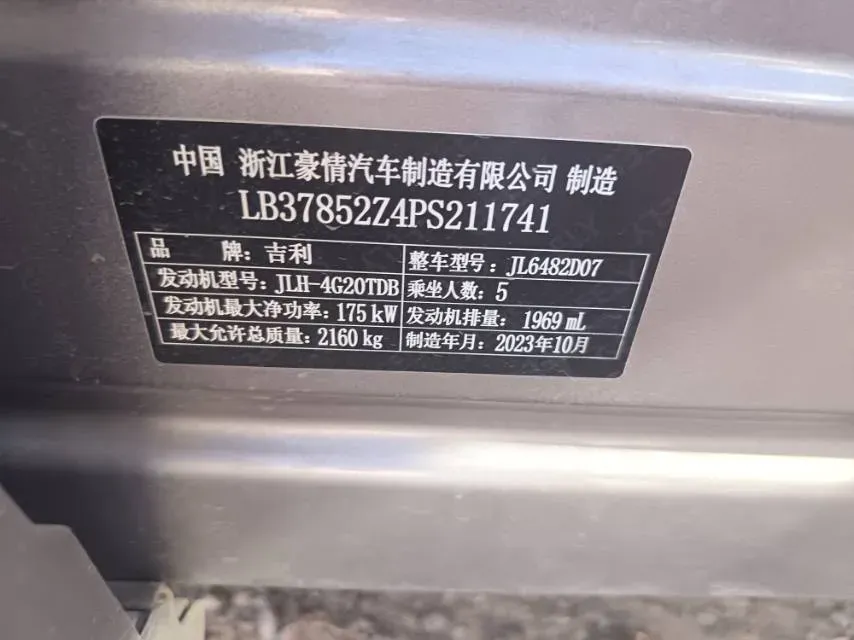 中国 浙江豪情汽车制造有限公司 制造
LB37852Z4PS211741
品 牌：吉利 整车型号：JL6482D07
发动机型号：JLH-4G20TDB 乘坐人数：5
发动机最大净功率：175 kW 发动机排量：1969 mL
最大允许总质量：2160 kg 制造年月：2023年10月